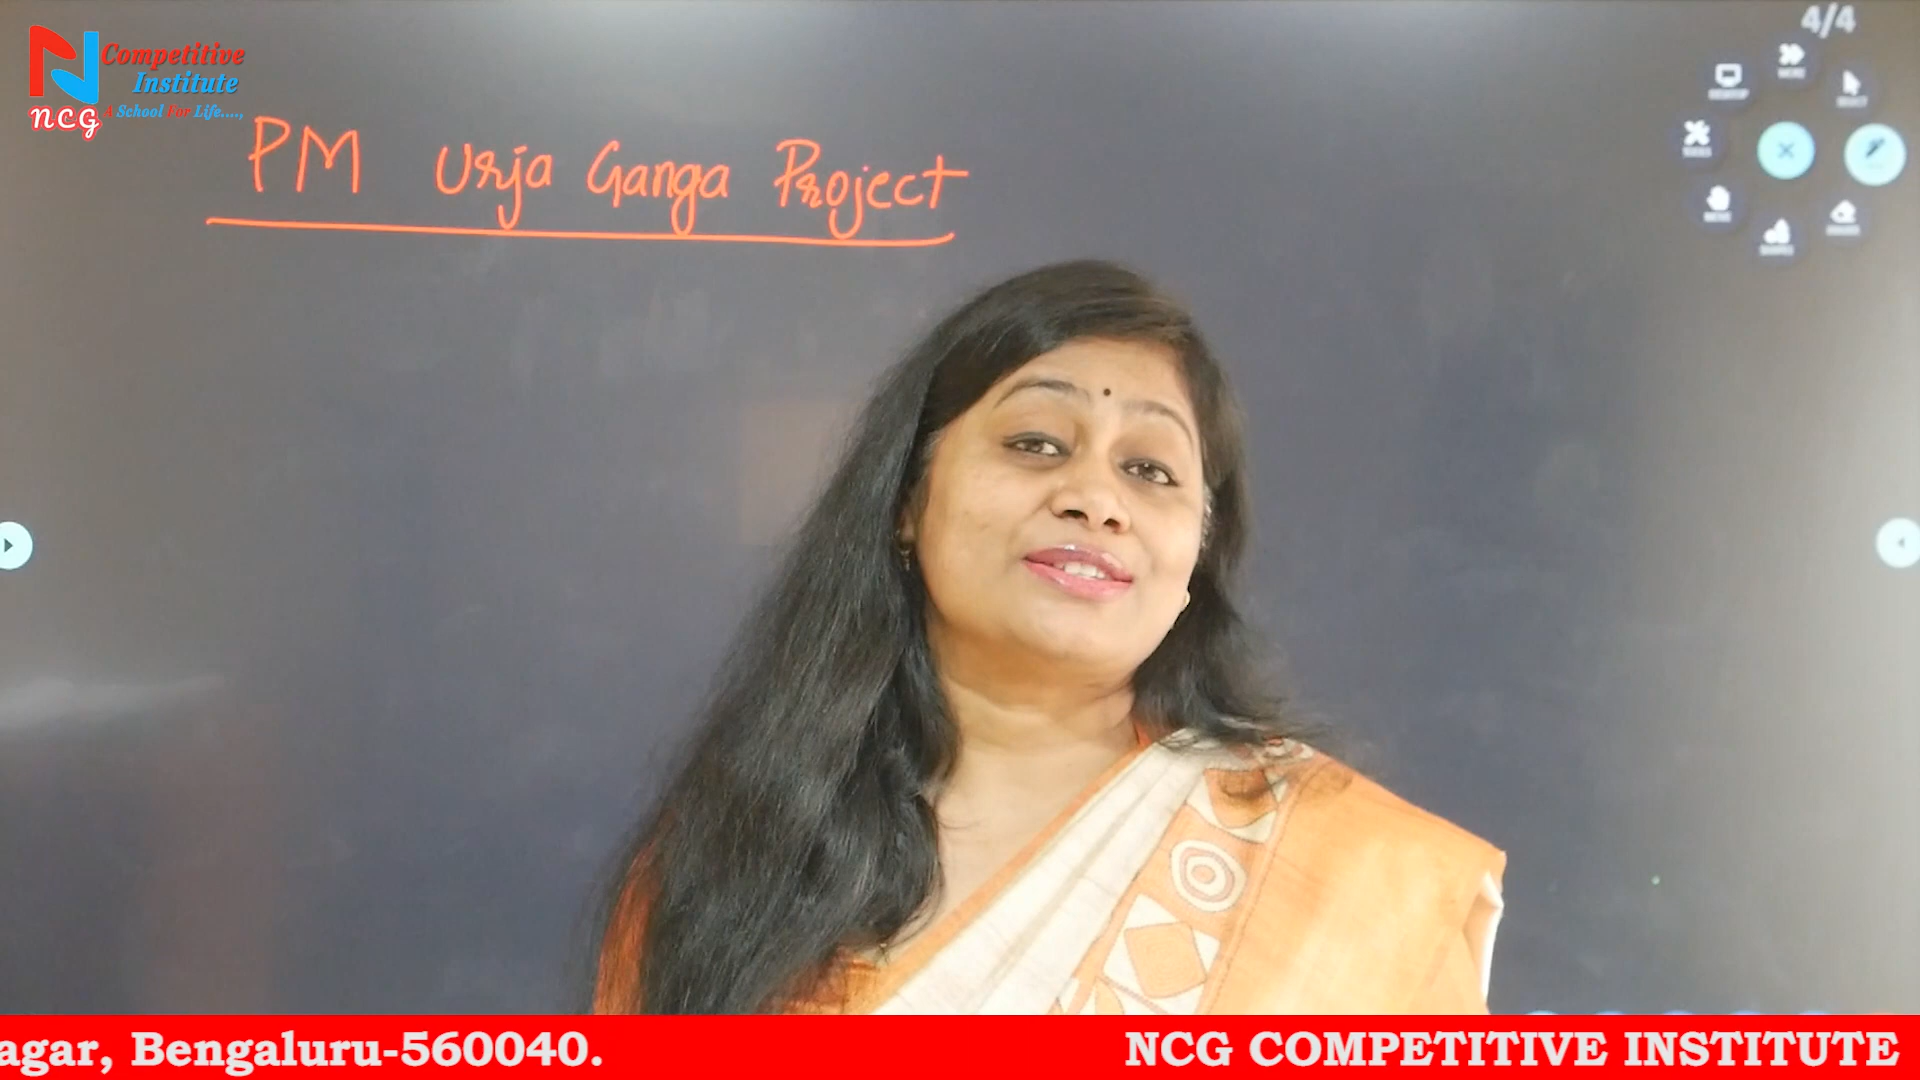 4/4
N Competitive
Institute
NCG A School For Life....,
PM Urja Ganga Project
agar, Bengaluru-560040. NCG COMPETITIVE INSTITUTE